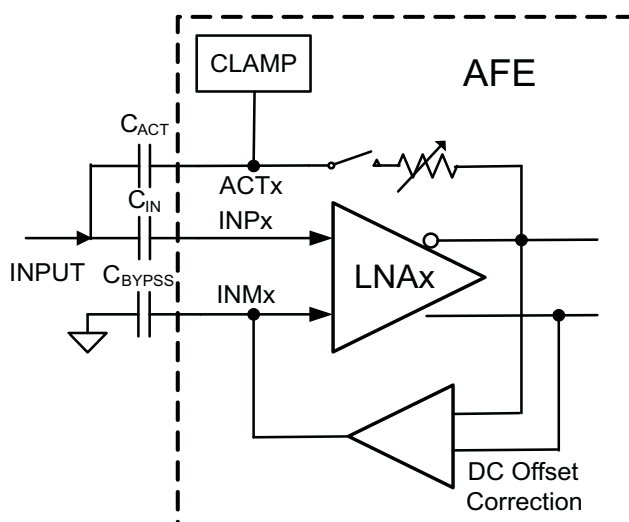 CLAMP
AFE
CACT
ACTx
CIN
INPx
INPUT
LNAx
CBYPSS
INMx
DC Offset
Correction